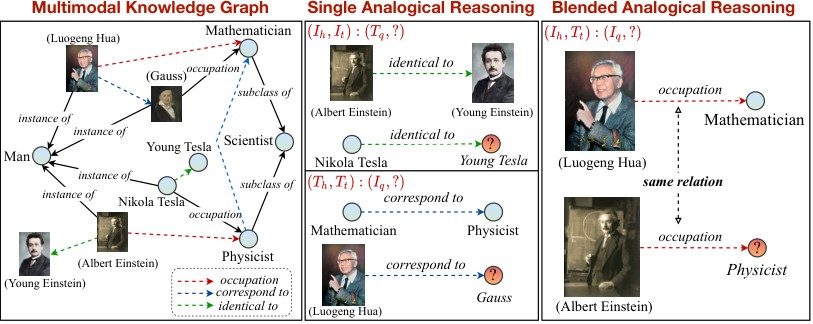 Multimodal Knowledge Graph
(Luogeng Hua)
Mathematician
(Gauss)
occupation
subclass of
instance of
instance of
Young Tesla
Scientist
Man
instance of
Nikola Tesla
subclass of
instance of
occupation
Physicist
(Albert Einstein)
(Young Einstein)
occupation
correspond to
identical to
Single Analogical Reasoning
(I_h, I_t) : (T_q, ?)
identical to
(Albert Einstein)
(Young Einstein)
identical to
?
Nikola Tesla
Young Tesla
(T_h, T_t) : (I_q, ?)
correspond to
Mathematician
Physicist
correspond to
?
(Luogeng Hua)
Gauss
Blended Analogical Reasoning
(I_h, T_t) : (I_q, ?)
occupation
Mathematician
(Luogeng Hua)
same relation
occupation
?
Physicist
(Albert Einstein)